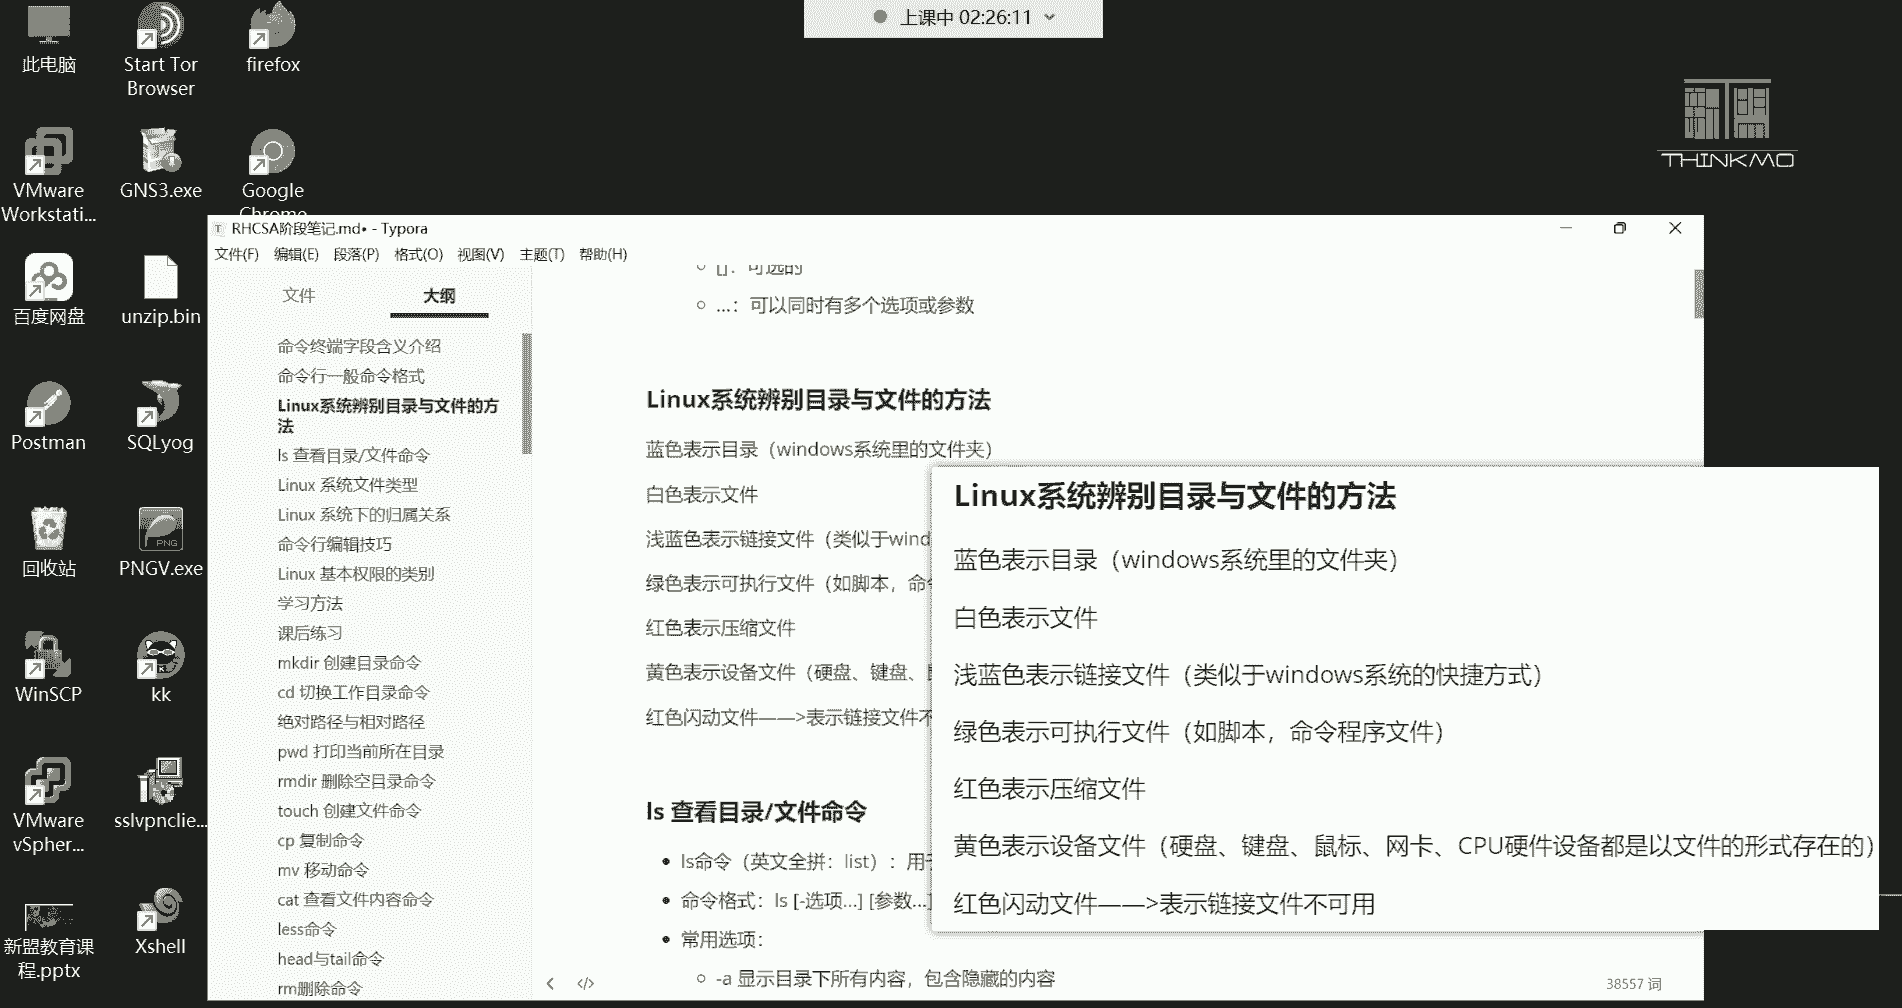 上课中 02:26:11
此电脑
Start Tor
Browser
firefox
THINKMO
VMware
Workstati...
GNS3.exe
Google
Chrome
百度网盘
unzip.bin
Postman
SQLyog
回收站
PNG
PNGV.exe
WinSCP
kk
VMware
vSpher...
sslvpnclie...
新盟教育课
程.pptx
Xshell
RHCSA阶段笔记.md• - Typora
文件(F) 编辑(E) 段落(P) 格式(O) 视图(V) 主题(T) 帮助(H)
文件 大纲
命令终端字段含义介绍
命令行一般命令格式
Linux系统辨别目录与文件的方
法
ls 查看目录/文件命令
Linux 系统文件类型
Linux 系统下的归属关系
命令行编辑技巧
Linux 基本权限的类别
学习方法
课后练习
mkdir 创建目录命令
cd 切换工作目录命令
绝对路径与相对路径
pwd 打印当前所在目录
rmdir 删除空目录命令
touch 创建文件命令
cp 复制命令
mv 移动命令
cat 查看文件内容命令
less命令
head与tail命令
rm删除命令
[]：可选的
...：可以同时有多个选项或参数
Linux系统辨别目录与文件的方法
蓝色表示目录（windows系统里的文件夹）
白色表示文件
浅蓝色表示链接文件（类似于wind
绿色表示可执行文件（如脚本，命令
红色表示压缩文件
黄色表示设备文件（硬盘、键盘、
红色闪动文件——>表示链接文件不
ls 查看目录/文件命令
ls命令（英文全拼：list）：用于
命令格式：ls [-选项...] [参数...]
常用选项：
-a 显示目录下所有内容，包含隐藏的内容
38557 词
Linux系统辨别目录与文件的方法
蓝色表示目录（windows系统里的文件夹）
白色表示文件
浅蓝色表示链接文件（类似于windows系统的快捷方式）
绿色表示可执行文件（如脚本，命令程序文件）
红色表示压缩文件
黄色表示设备文件（硬盘、键盘、鼠标、网卡、CPU硬件设备都是以文件的形式存在的）
红色闪动文件——>表示链接文件不可用